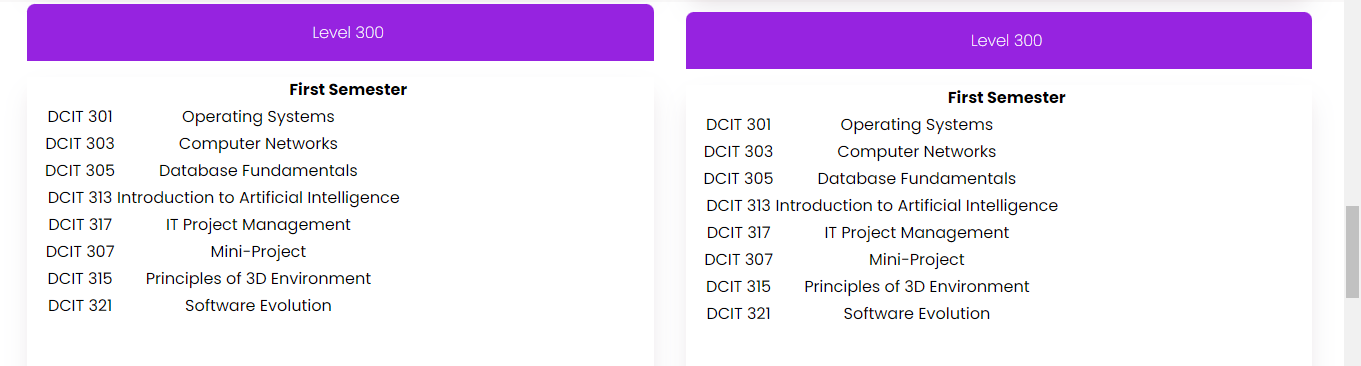 Level 300
First Semester
DCIT 301 Operating Systems
DCIT 303 Computer Networks
DCIT 305 Database Fundamentals
DCIT 313 Introduction to Artificial Intelligence
DCIT 317 IT Project Management
DCIT 307 Mini-Project
DCIT 315 Principles of 3D Environment
DCIT 321 Software Evolution
Level 300
First Semester
DCIT 301 Operating Systems
DCIT 303 Computer Networks
DCIT 305 Database Fundamentals
DCIT 313 Introduction to Artificial Intelligence
DCIT 317 IT Project Management
DCIT 307 Mini-Project
DCIT 315 Principles of 3D Environment
DCIT 321 Software Evolution